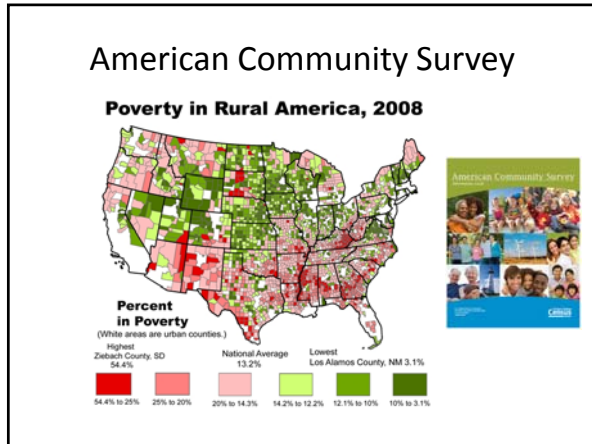 American Community Survey
Poverty in Rural America, 2008
American Community Survey
Percent
in Poverty
(White areas are urban counties.)
Highest
Ziebach County, SD
54.4%
National Average
13.2%
Lowest
Los Alamos County, NM 3.1%
54.4% to 25%
25% to 20%
20% to 14.3%
14.2% to 12.2%
12.1% to 10%
10% to 3.1%
Census